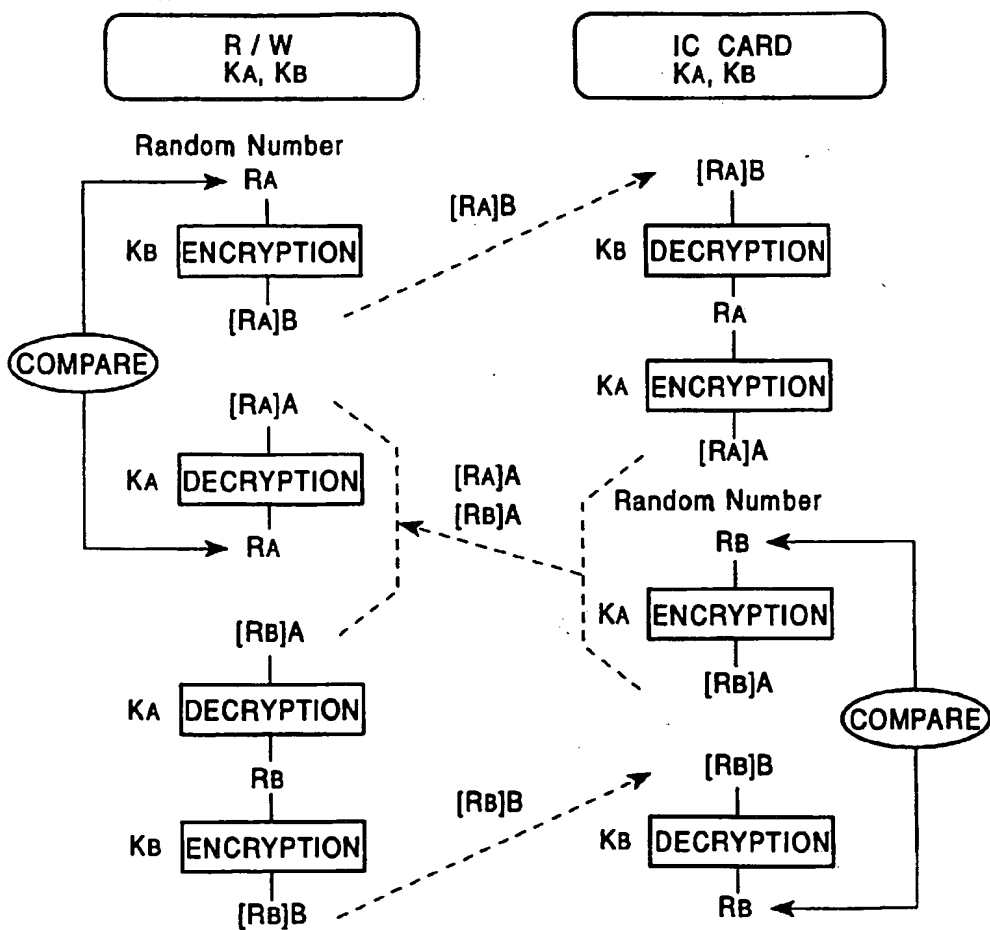 R / W
KA, KB
IC CARD
KA, KB
Random Number
RA
KB
ENCRYPTION
[RA]B
COMPARE
[RA]A
KA
DECRYPTION
RA
[RB]A
KA
DECRYPTION
RB
KB
ENCRYPTION
[RB]B
[RA]B
[RA]A
[RB]A
[RB]B
[RA]B
KB
DECRYPTION
RA
KA
ENCRYPTION
[RA]A
Random Number
RB
KA
ENCRYPTION
[RB]A
COMPARE
[RB]B
KB
DECRYPTION
RB